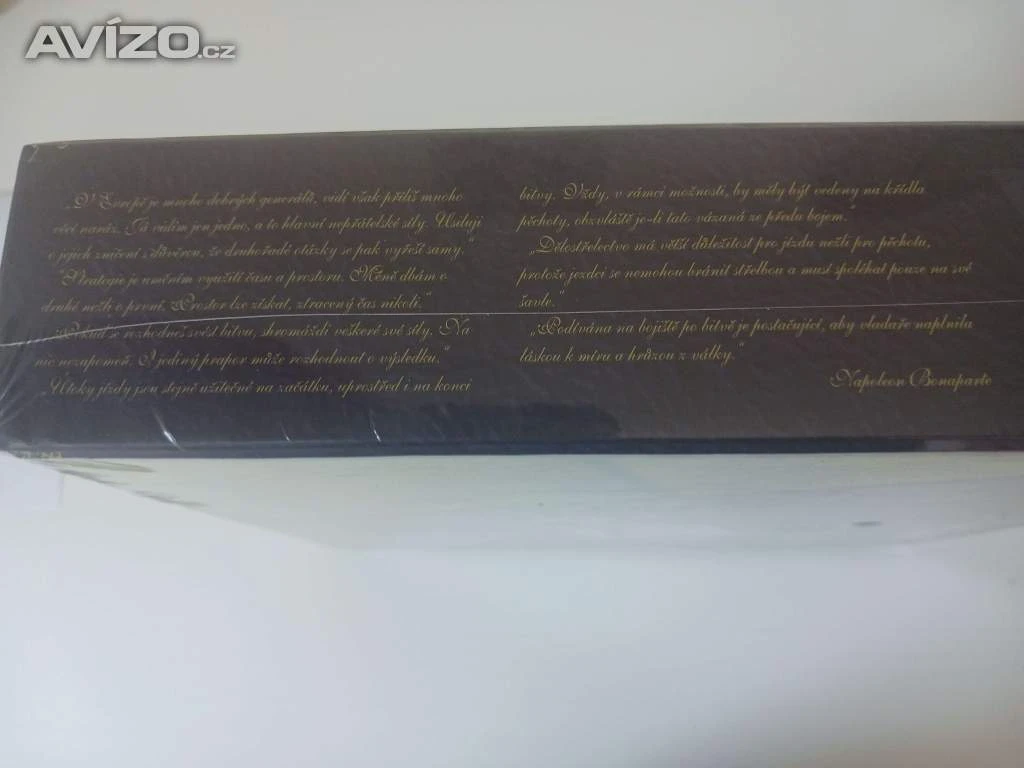 AVÍZO.cz
„V Evropě je mnoho dobrých generálů, vidí však příliš mnoho
věcí naráz. Já vidím jen jedno, a to hlavní nepřátelské síly. Usiluji
o jejich zničení s důvěrou, že druhořadé otázky se pak vyřeší samy.“
“Strategie je uměním využití času a prostoru. Méně dbám o
druhé nežli o první. Prostor lze získat, ztracený čas nikoli.“
„Pokud se rozhodneš svést bitvu, shromáždi veškeré své síly. Na
nic nezapomeň. I jediný prapor může rozhodnout o výsledku.“
„Útoky jízdy jsou stejně užitečné na začátku, uprostřed i na konci
bitvy. Vždy, v rámci možností, by měly být vedeny na křídla
pěchoty, obzvláště je-li tato vázaná ze předu bojem.“
„Dělostřelectvo má větší důležitost pro jízdu nežli pro pěchotu,
protože jezdci se nemohou bránit střelbou a musí spoléhat pouze na své
šavle.“
„Podívaná na bojiště po bitvě je postačující, aby vladaře naplnila
láskou k míru a hrůzou z války.“
Napoleon Bonaparte